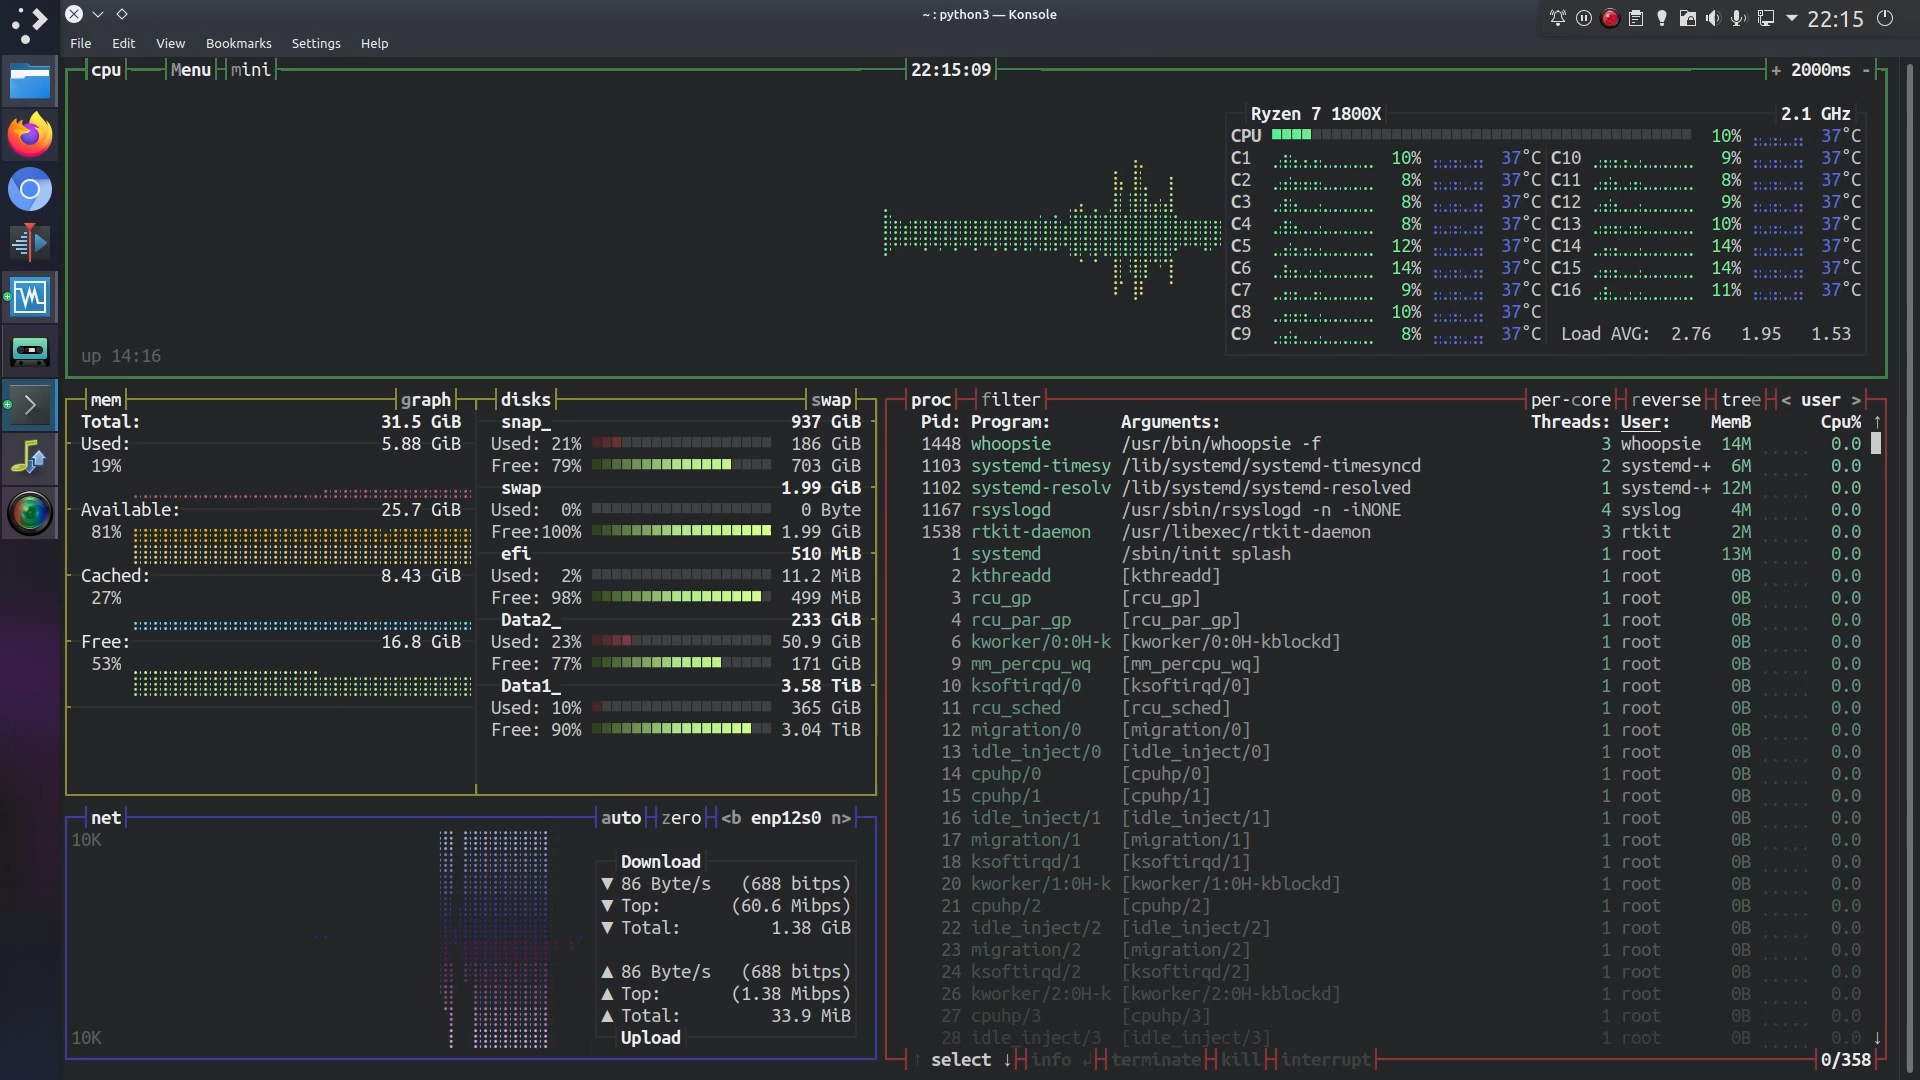 ~ : python3 — Konsole
22:15
File Edit View Bookmarks Settings Help
cpu Menu mini 22:15:09 + 2000ms -
Ryzen 7 1800X 2.1 GHz
CPU 10% 37°C
C1 10% 37°C C10 9% 37°C
C2 8% 37°C C11 8% 37°C
C3 8% 37°C C12 9% 37°C
C4 8% 37°C C13 10% 37°C
C5 12% 37°C C14 14% 37°C
C6 14% 37°C C15 14% 37°C
C7 9% 37°C C16 11% 37°C
C8 10% 37°C
C9 8% 37°C Load AVG: 2.76 1.95 1.53
up 14:16
mem graph
Total: 31.5 GiB
Used: 5.88 GiB
19%
Available: 25.7 GiB
81%
Cached: 8.43 GiB
27%
Free: 16.8 GiB
53%
disks swap
snap_ 937 GiB
Used: 21% 186 GiB
Free: 79% 703 GiB
swap 1.99 GiB
Used: 0% 0 Byte
Free:100% 1.99 GiB
efi 510 MiB
Used: 2% 11.2 MiB
Free: 98% 499 MiB
Data2_ 233 GiB
Used: 23% 50.9 GiB
Free: 77% 171 GiB
Data1_ 3.58 TiB
Used: 10% 365 GiB
Free: 90% 3.04 TiB
net auto zero <b enp12s0 n>
10K
10K
Download
▼ 86 Byte/s (688 bitps)
▼ Top: (60.6 Mibps)
▼ Total: 1.38 GiB
▲ 86 Byte/s (688 bitps)
▲ Top: (1.38 Mibps)
▲ Total: 33.9 MiB
Upload
proc filter per-core reverse tree < user >
Pid: Program: Arguments: Threads: User: MemB Cpu% ↑
1448 whoopsie /usr/bin/whoopsie -f 3 whoopsie 14M 0.0
1103 systemd-timesy /lib/systemd/systemd-timesyncd 2 systemd-+ 6M 0.0
1102 systemd-resolv /lib/systemd/systemd-resolved 1 systemd-+ 12M 0.0
1167 rsyslogd /usr/sbin/rsyslogd -n -iNONE 4 syslog 4M 0.0
1538 rtkit-daemon /usr/libexec/rtkit-daemon 3 rtkit 2M 0.0
1 systemd /sbin/init splash 1 root 13M 0.0
2 kthreadd [kthreadd] 1 root 0B 0.0
3 rcu_gp [rcu_gp] 1 root 0B 0.0
4 rcu_par_gp [rcu_par_gp] 1 root 0B 0.0
6 kworker/0:0H-k [kworker/0:0H-kblockd] 1 root 0B 0.0
9 mm_percpu_wq [mm_percpu_wq] 1 root 0B 0.0
10 ksoftirqd/0 [ksoftirqd/0] 1 root 0B 0.0
11 rcu_sched [rcu_sched] 1 root 0B 0.0
12 migration/0 [migration/0] 1 root 0B 0.0
13 idle_inject/0 [idle_inject/0] 1 root 0B 0.0
14 cpuhp/0 [cpuhp/0] 1 root 0B 0.0
15 cpuhp/1 [cpuhp/1] 1 root 0B 0.0
16 idle_inject/1 [idle_inject/1] 1 root 0B 0.0
17 migration/1 [migration/1] 1 root 0B 0.0
18 ksoftirqd/1 [ksoftirqd/1] 1 root 0B 0.0
20 kworker/1:0H-k [kworker/1:0H-kblockd] 1 root 0B 0.0
21 cpuhp/2 [cpuhp/2] 1 root 0B 0.0
22 idle_inject/2 [idle_inject/2] 1 root 0B 0.0
23 migration/2 [migration/2] 1 root 0B 0.0
24 ksoftirqd/2 [ksoftirqd/2] 1 root 0B 0.0
26 kworker/2:0H-k [kworker/2:0H-kblockd] 1 root 0B 0.0
27 cpuhp/3 [cpuhp/3] 1 root 0B 0.0
28 idle_inject/3 [idle_inject/3] 1 root 0B 0.0 ↓
↑ select ↓ info ↲ terminate kill interrupt 0/358